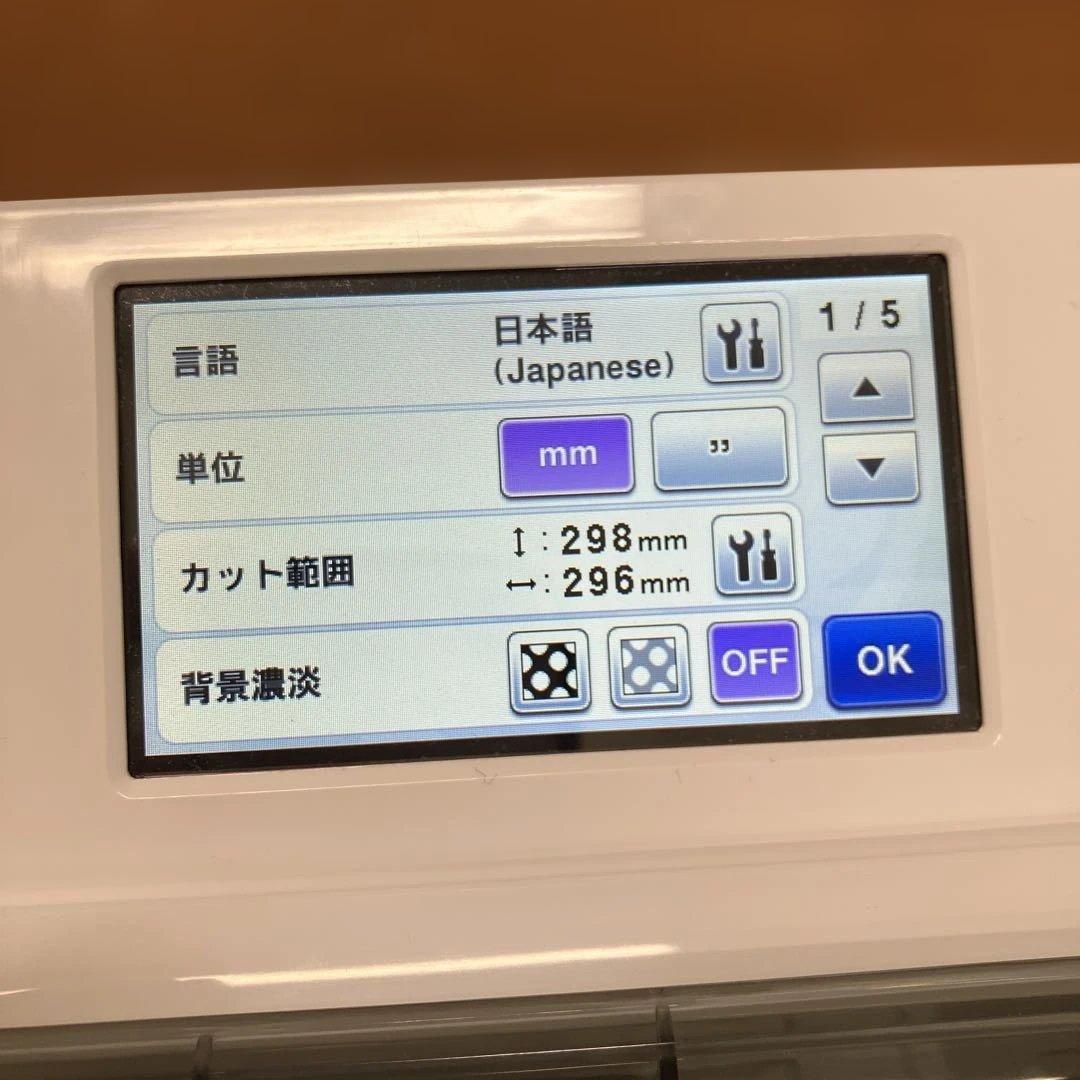 言語
日本語
(Japanese)
1 / 5
単位
mm
"
カット範囲
↕ : 298mm
↔ : 296mm
背景濃淡
OFF
OK